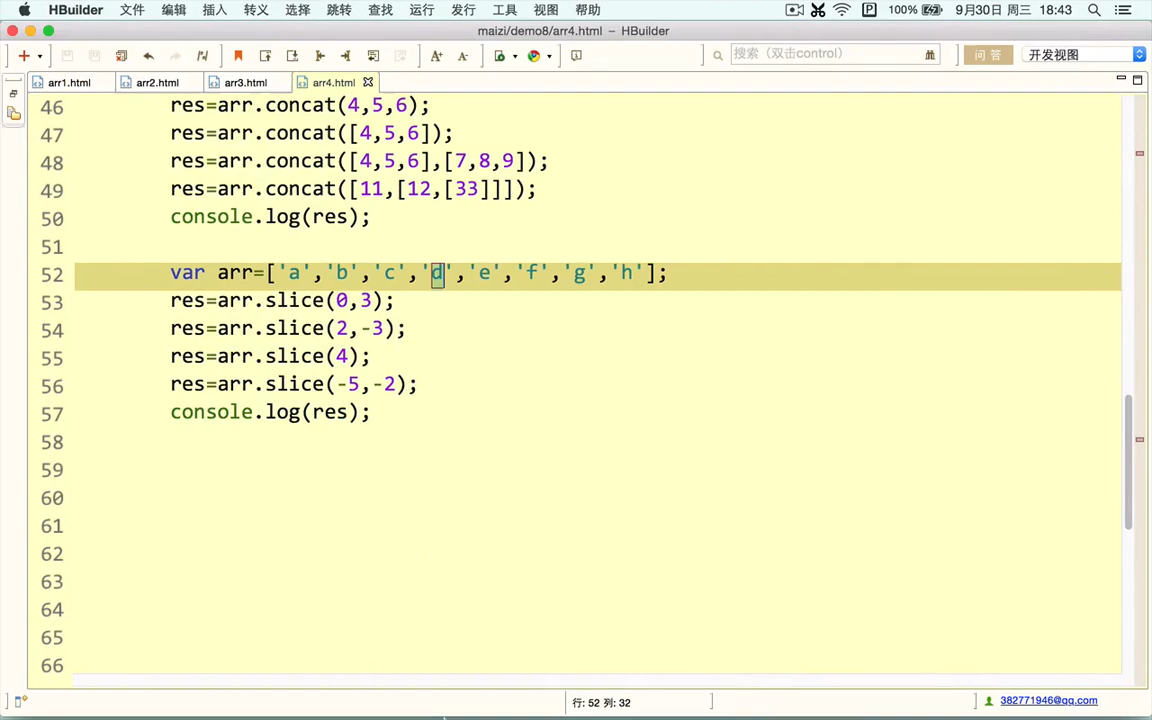 HBuilder 文件 编辑 插入 转义 选择 跳转 查找 运行 发行 工具 视图 帮助 P 100% 9月30日 周三 18:43
maizi/demo8/arr4.html – HBuilder
搜索（双击control） 问 答 开发视图
arr1.html arr2.html arr3.html arr4.html
46 res=arr.concat(4,5,6);
47 res=arr.concat([4,5,6]);
48 res=arr.concat([4,5,6],[7,8,9]);
49 res=arr.concat([11,[12,[33]]]);
50 console.log(res);
51
52 var arr=['a','b','c','d','e','f','g','h'];
53 res=arr.slice(0,3);
54 res=arr.slice(2,-3);
55 res=arr.slice(4);
56 res=arr.slice(-5,-2);
57 console.log(res);
58
59
60
61
62
63
64
65
66
行: 52 列: 32 382771946@qq.com